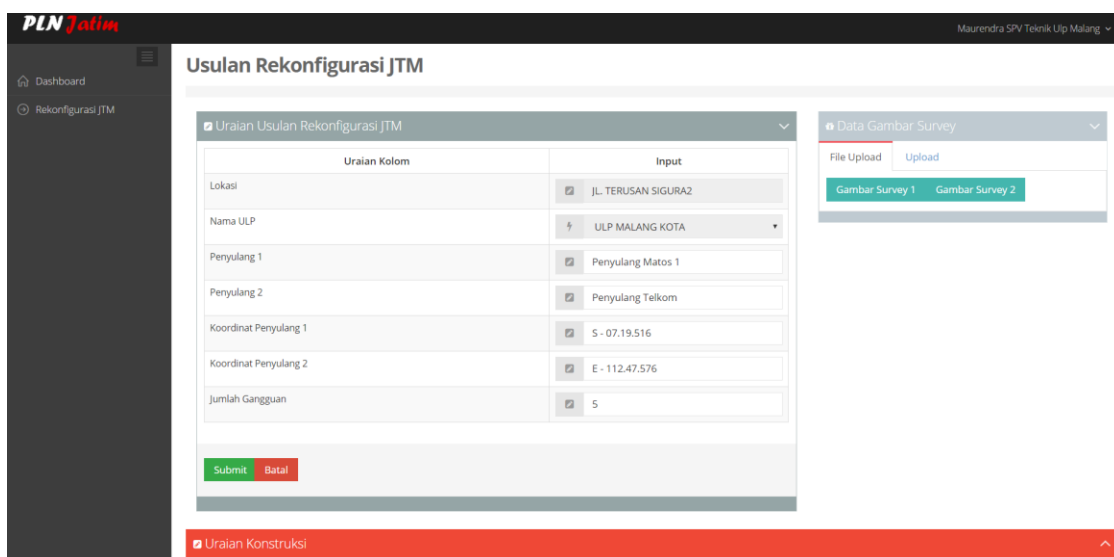 PLN Jatim
Maurendra SPV Teknik Ulp Malang
Dashboard
Rekonfigurasi JTM
Usulan Rekonfigurasi JTM
Uraian Usulan Rekonfigurasi JTM
Uraian Kolom Input
Lokasi JL. TERUSAN SIGURA2
Nama ULP ULP MALANG KOTA
Penyulang 1 Penyulang Matos 1
Penyulang 2 Penyulang Telkom
Koordinat Penyulang 1 S - 07.19.516
Koordinat Penyulang 2 E - 112.47.576
Jumlah Gangguan 5
Submit Batal
Data Gambar Survey
File Upload Upload
Gambar Survey 1 Gambar Survey 2
Uraian Konstruksi